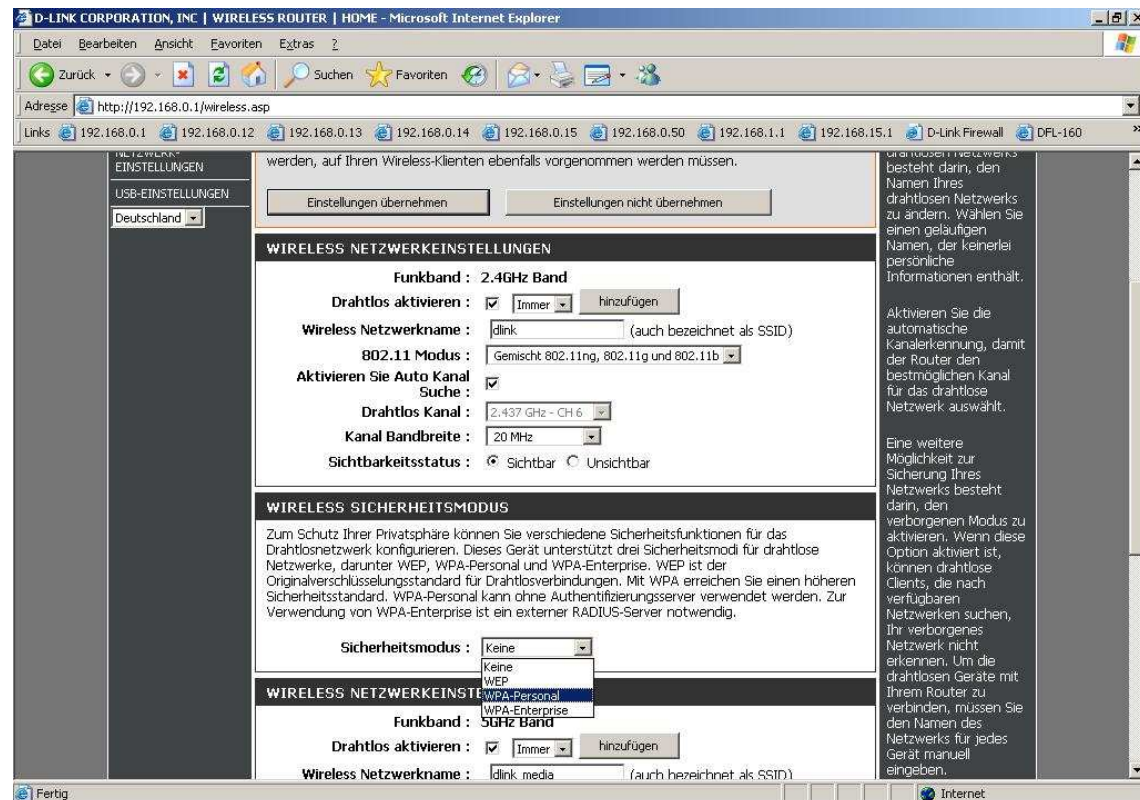 D-LINK CORPORATION, INC | WIRELESS ROUTER | HOME - Microsoft Internet Explorer
Datei Bearbeiten Ansicht Favoriten Extras ?
Zurück Suchen Favoriten
Adresse http://192.168.0.1/wireless.asp
Links 192.168.0.1 192.168.0.12 192.168.0.13 192.168.0.14 192.168.0.15 192.168.0.50 192.168.1.1 192.168.15.1 D-Link Firewall DFL-160 »
NETZWERK-
EINSTELLUNGEN
USB-EINSTELLUNGEN
Deutschland
werden, auf Ihren Wireless-Klienten ebenfalls vorgenommen werden müssen.
Einstellungen übernehmen Einstellungen nicht übernehmen
WIRELESS NETZWERKEINSTELLUNGEN
Funkband : 2.4GHz Band
Drahtlos aktivieren : Immer hinzufügen
Wireless Netzwerkname : dlink (auch bezeichnet als SSID)
802.11 Modus : Gemischt 802.11ng, 802.11g und 802.11b
Aktivieren Sie Auto Kanal
Suche :
Drahtlos Kanal : 2.437 GHz - CH 6
Kanal Bandbreite : 20 MHz
Sichtbarkeitsstatus : Sichtbar Unsichtbar
WIRELESS SICHERHEITSMODUS
Zum Schutz Ihrer Privatsphäre können Sie verschiedene Sicherheitsfunktionen für das
Drahtlosnetzwerk konfigurieren. Dieses Gerät unterstützt drei Sicherheitsmodi für drahtlose
Netzwerke, darunter WEP, WPA-Personal und WPA-Enterprise. WEP ist der
Originalverschlüsselungsstandard für Drahtlosverbindungen. Mit WPA erreichen Sie einen höheren
Sicherheitsstandard. WPA-Personal kann ohne Authentifizierungsserver verwendet werden. Zur
Verwendung von WPA-Enterprise ist ein externer RADIUS-Server notwendig.
Sicherheitsmodus : Keine
Keine
WEP
WPA-Personal
WPA-Enterprise
WIRELESS NETZWERKEINSTE
Funkband : 5GHz Band
Drahtlos aktivieren : Immer hinzufügen
Wireless Netzwerkname : dlink_media (auch bezeichnet als SSID)
drahtlosen Netzwerks
besteht darin, den
Namen Ihres
drahtlosen Netzwerks
zu ändern. Wählen Sie
einen geläufigen
Namen, der keinerlei
persönliche
Informationen enthält.
Aktivieren Sie die
automatische
Kanalerkennung, damit
der Router den
bestmöglichen Kanal
für das drahtlose
Netzwerk auswählt.
Eine weitere
Möglichkeit zur
Sicherung Ihres
Netzwerks besteht
darin, den
verborgenen Modus zu
aktivieren. Wenn diese
Option aktiviert ist,
können drahtlose
Clients, die nach
verfügbaren
Netzwerken suchen,
Ihr verborgenes
Netzwerk nicht
erkennen. Um die
drahtlosen Geräte mit
Ihrem Router zu
verbinden, müssen Sie
den Namen des
Netzwerks für jedes
Gerät manuell
eingeben.
Fertig Internet